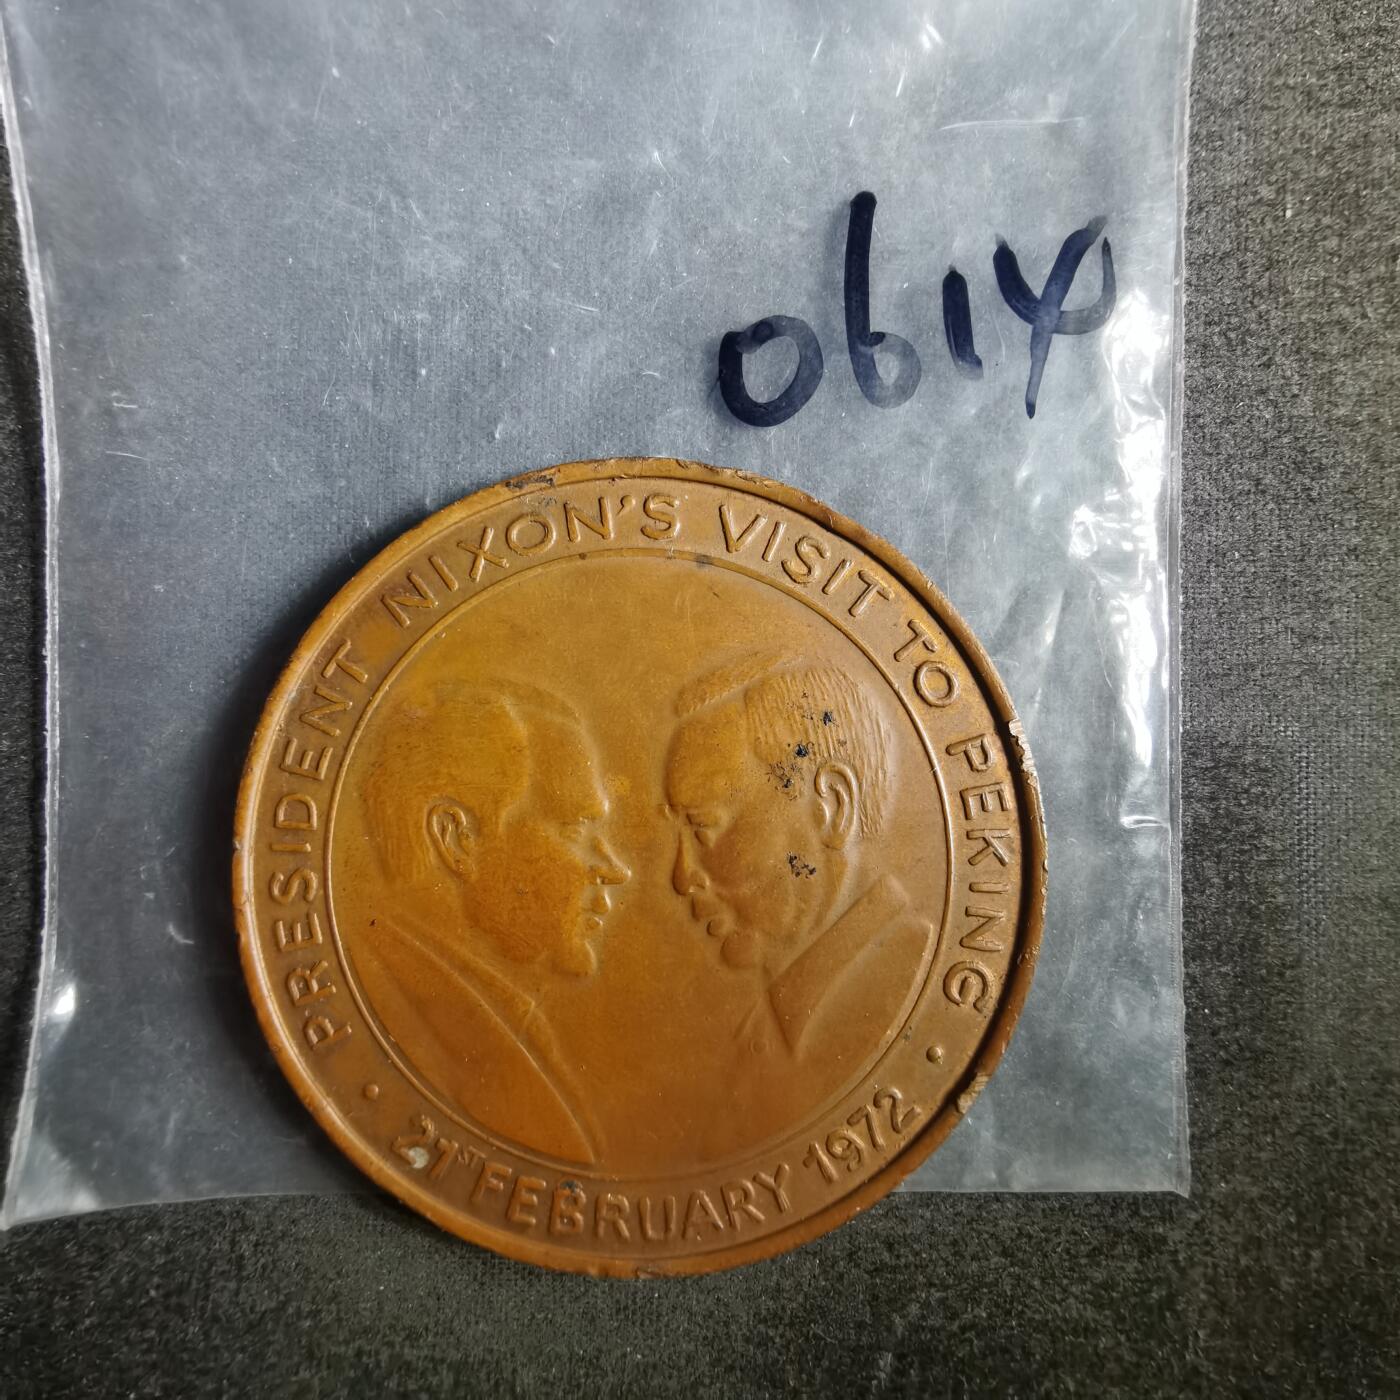 0614
PRESIDENT NIXON'S VISIT TO PEKING
• 21ST FEBRUARY 1972 •